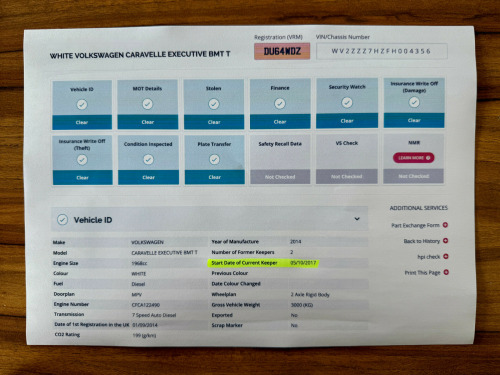 Registration (VRM) VIN/Chassis Number
WHITE VOLKSWAGEN CARAVELLE EXECUTIVE BMT T DU64WDZ WV2ZZZ7HZFH004356
Vehicle ID MOT Details Stolen Finance Security Watch Insurance Write Off (Damage)
Clear Clear Clear Clear Clear Clear
Insurance Write Off (Theft) Condition Inspected Plate Transfer Safety Recall Data V5 Check NMR
LEARN MORE
Clear Clear Clear Not Checked Not Checked Not Checked
Vehicle ID
ADDITIONAL SERVICES
Part Exchange Form
Back to History
hpi check
Print This Page
Make VOLKSWAGEN Year of Manufacture 2014
Model CARAVELLE EXECUTIVE BMT T Number of Former Keepers 2
Engine Size 1968cc Start Date of Current Keeper 05/10/2017
Colour WHITE Previous Colour
Fuel Diesel Date Colour Changed
Doorplan MPV Wheelplan 2 Axle Rigid Body
Engine Number CFCA122490 Gross Vehicle Weight 3000 (KG)
Transmission 7 Speed Auto Diesel Exported No
Date of 1st Registration in the UK 01/09/2014 Scrap Marker No
CO2 Rating 199 (g/km)